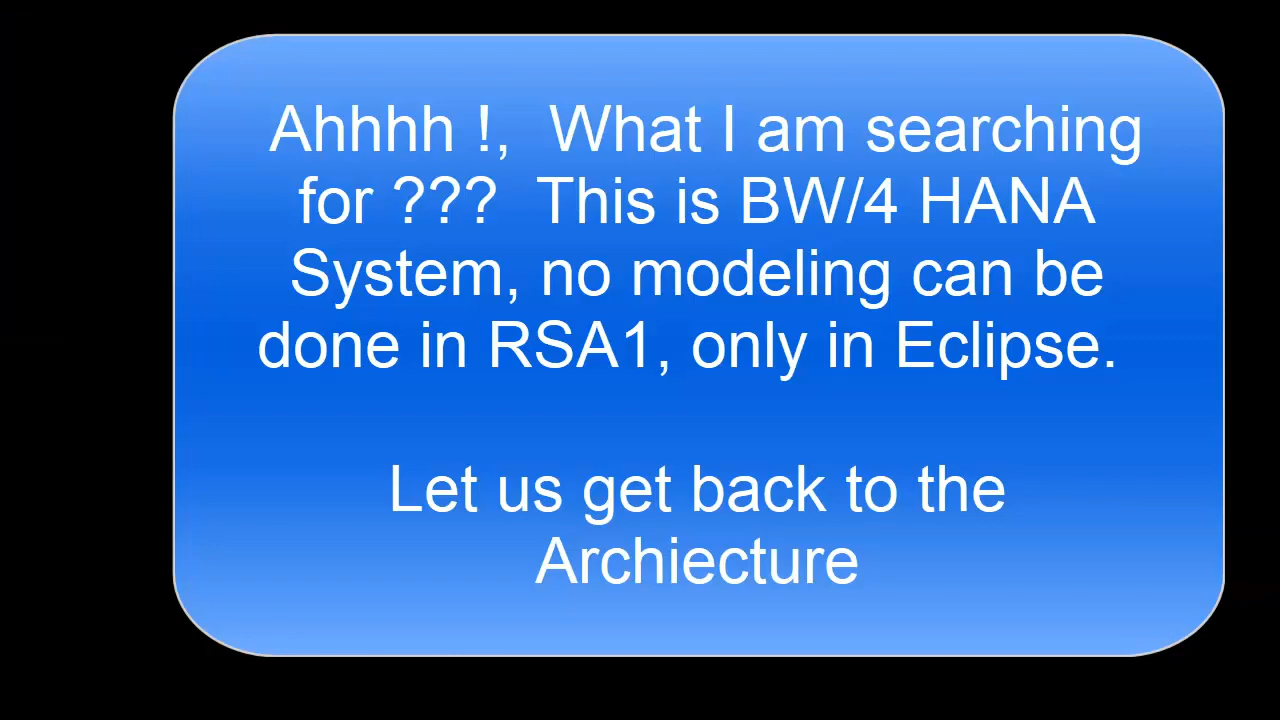 Ahhhh !, What I am searching
for ??? This is BW/4 HANA
System, no modeling can be
done in RSA1, only in Eclipse.
Let us get back to the
Archiecture